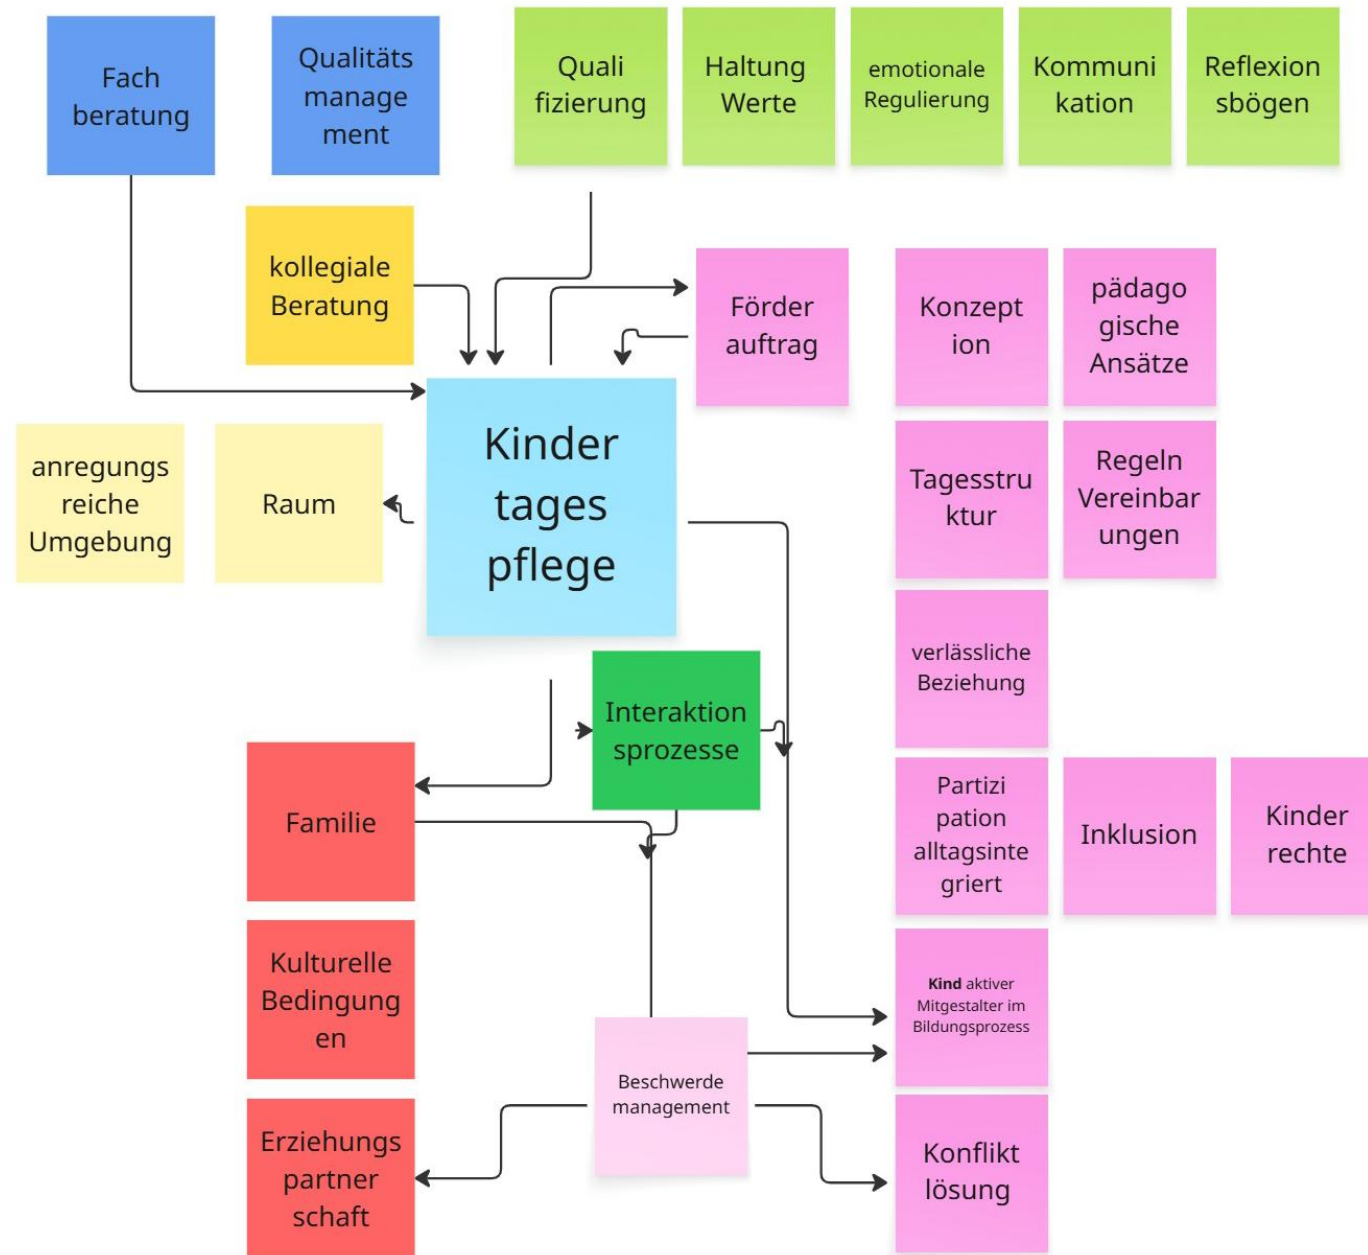 Fach
beratung
Qualitäts
manage
ment
Quali
fizierung
Haltung
Werte
emotionale
Regulierung
Kommuni
kation
Reflexion
sbögen
kollegiale
Beratung
Förder
auftrag
Konzept
ion
pädago
gische
Ansätze
Kinder
tages
pflege
anregungs
reiche
Umgebung
Raum
Tagesstru
ktur
Regeln
Vereinbar
ungen
verlässliche
Beziehung
Interaktion
sprozesse
Familie
Partizi
pation
alltagsinte
griert
Inklusion
Kinder
rechte
Kulturelle
Bedingung
en
Kind aktiver
Mitgestalter im
Bildungsprozess
Beschwerde
management
Erziehungs
partner
schaft
Konflikt
lösung